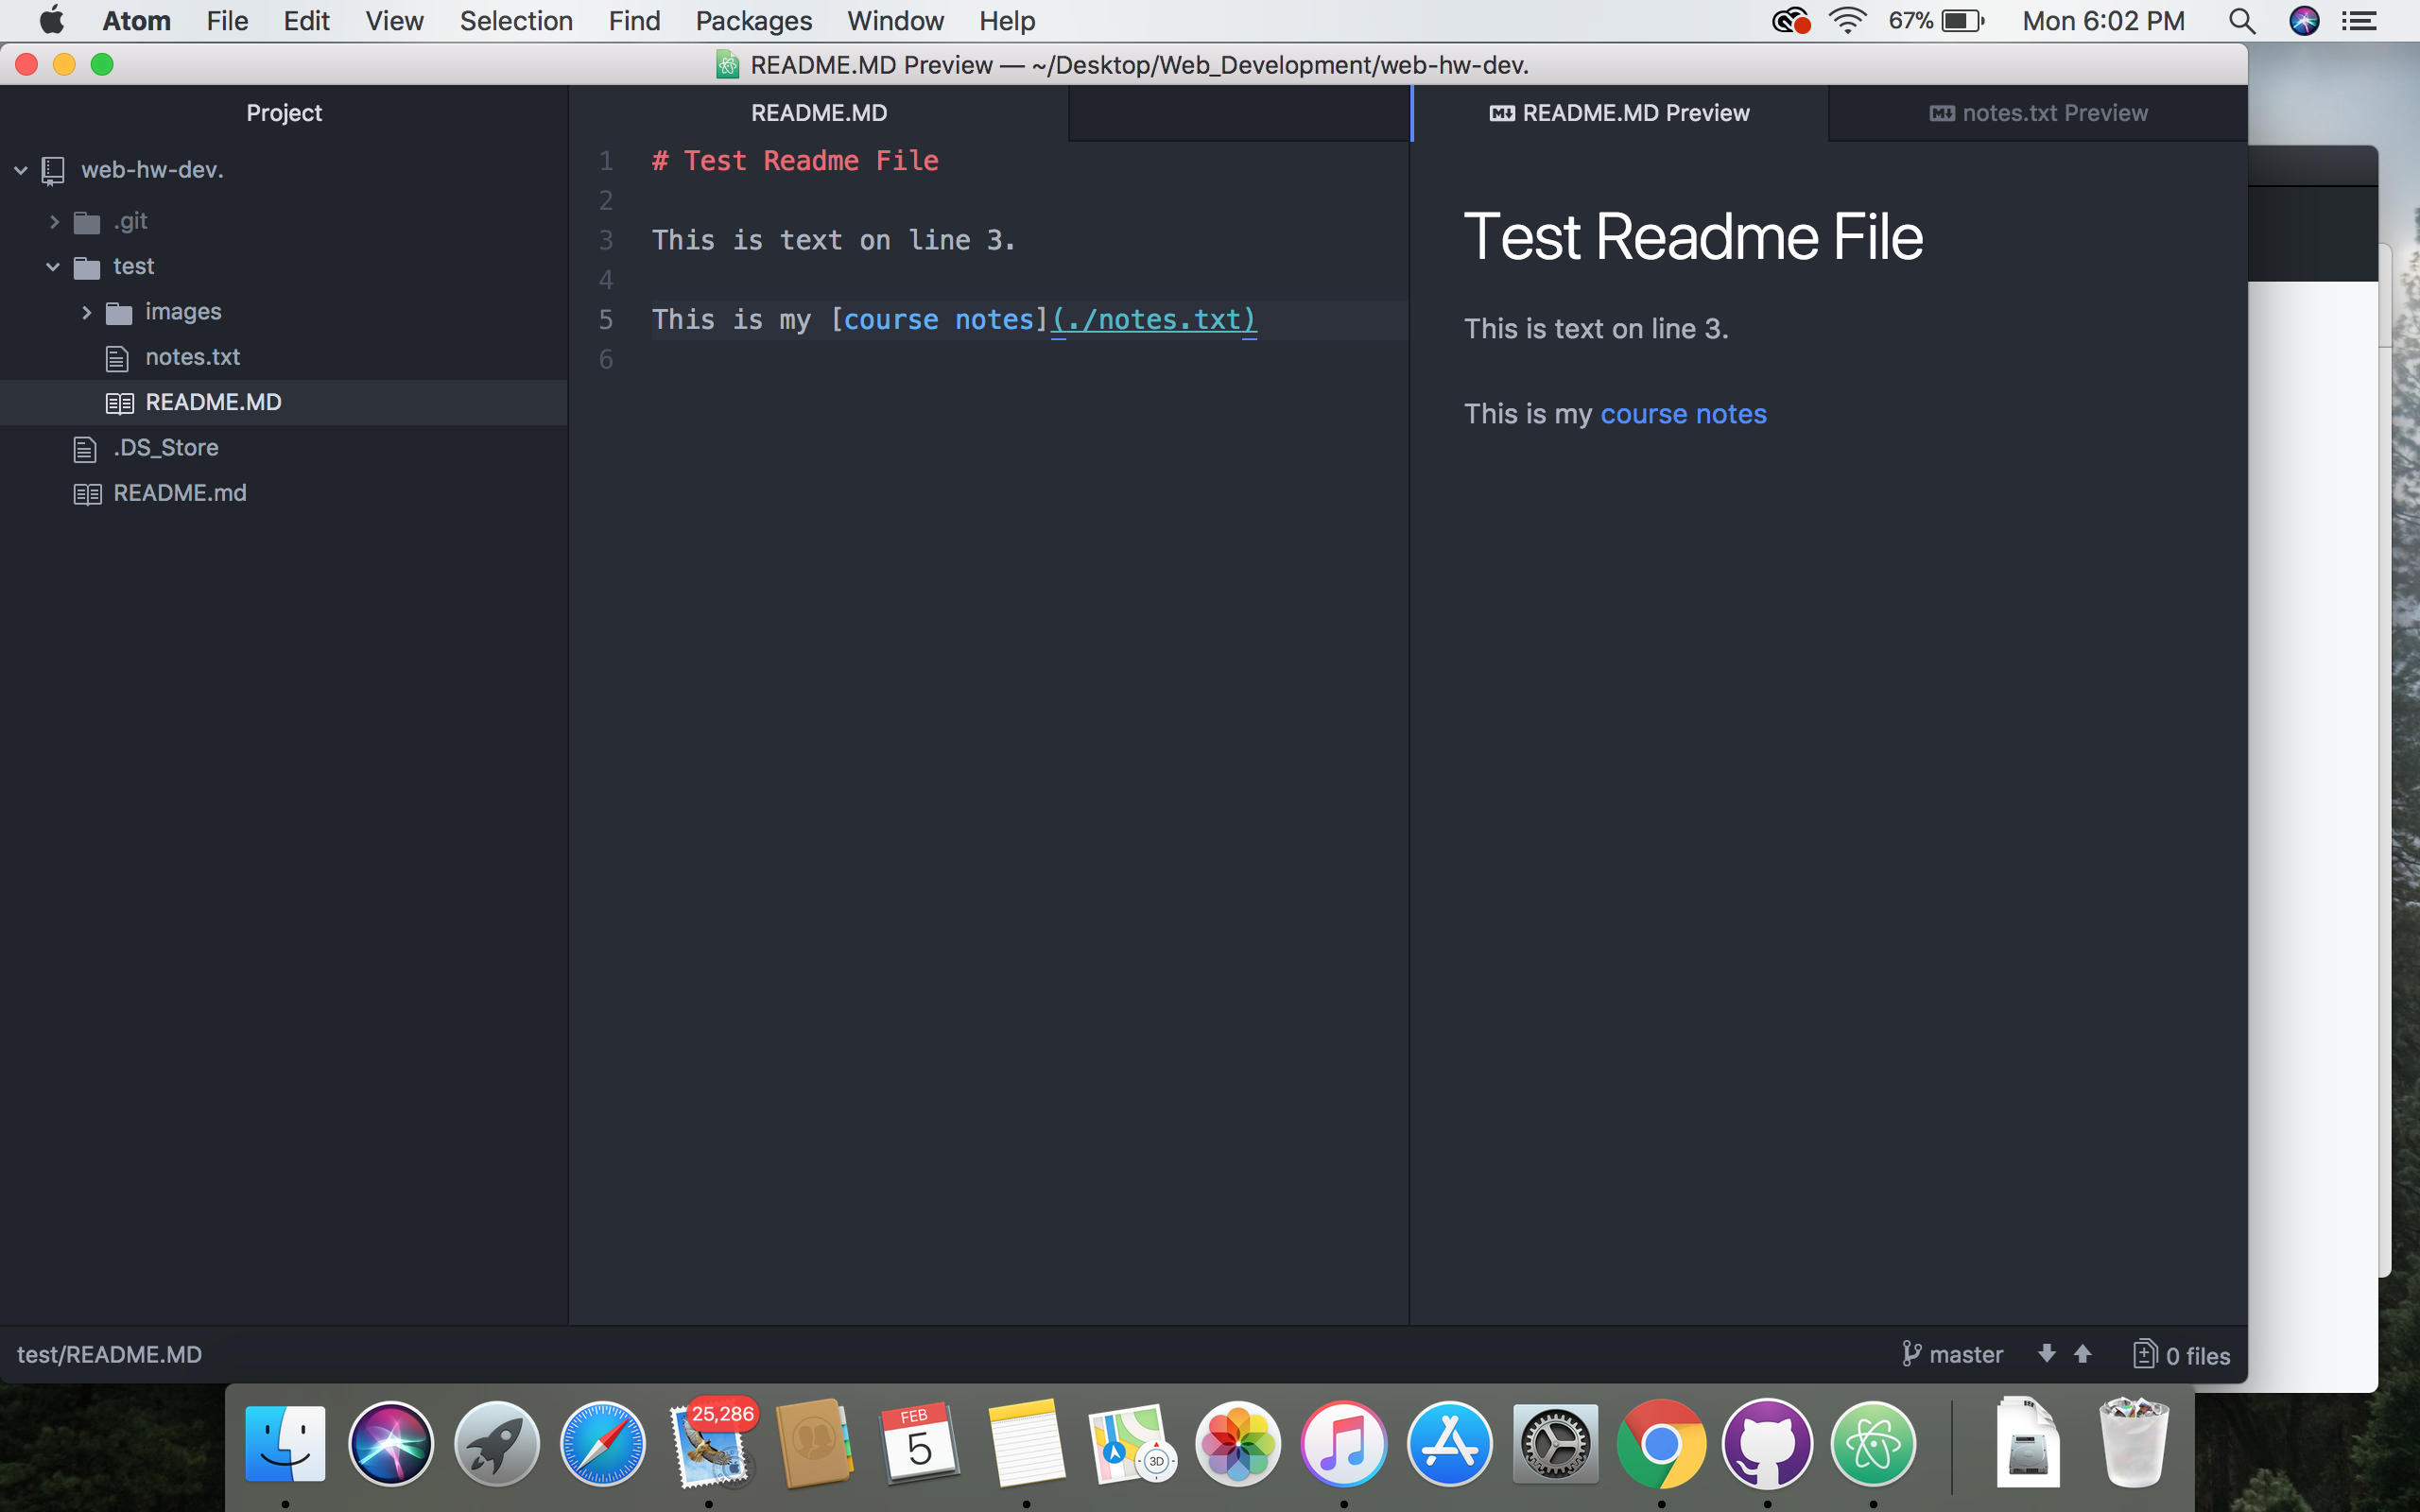 Atom File Edit View Selection Find Packages Window Help 67% Mon 6:02 PM
README.MD Preview — ~/Desktop/Web_Development/web-hw-dev.
Project
web-hw-dev.
.git
test
images
notes.txt
README.MD
.DS_Store
README.md
README.MD
1 # Test Readme File
2
3 This is text on line 3.
4
5 This is my [course notes](./notes.txt)
6
README.MD Preview
notes.txt Preview
Test Readme File
This is text on line 3.
This is my course notes
test/README.MD
master
0 files
25,286
FEB
5
3D